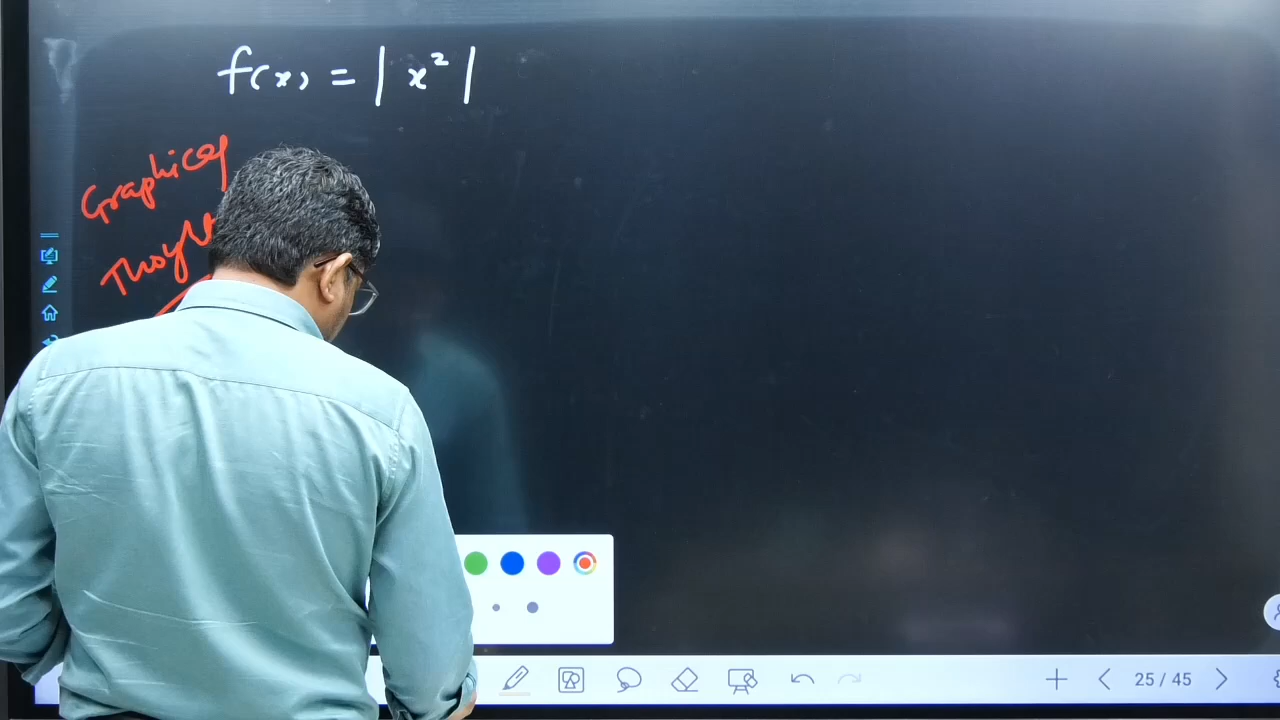 f(x) = | x² |
Graphical
25 / 45